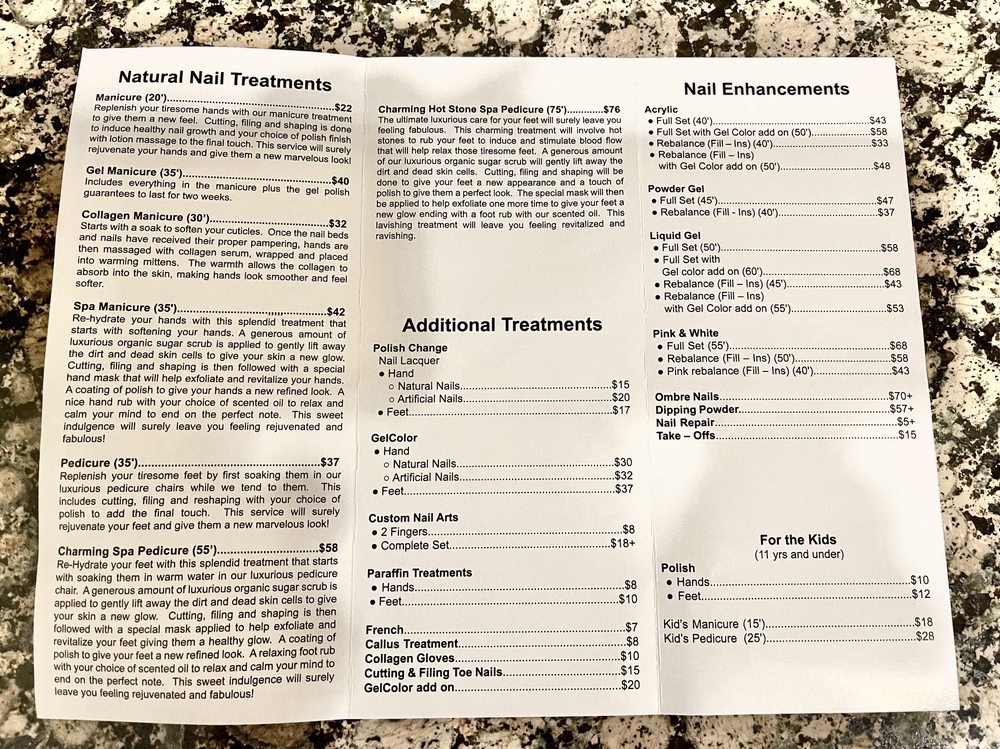 Natural Nail Treatments
Manicure (20')..........$22
Replenish your tiresome hands with our manicure treatment
to give them a new feel. Cutting, filing and shaping is done
to induce healthy nail growth and your choice of polish finish
with lotion massage to the final touch. This service will surely
rejuvenate your hands and give them a new marvelous look!
Gel Manicure (35')..........$40
Includes everything in the manicure plus the gel polish
guarantees to last for two weeks.
Collagen Manicure (30')..........$32
Starts with a soak to soften your cuticles. Once the nail beds
and nails have received their proper pampering, hands are
then massaged with collagen serum, wrapped and placed
into warming mittens. The warmth allows the collagen to
absorb into the skin, making hands look smoother and feel
softer.
Spa Manicure (35')..........$42
Re-hydrate your hands with this splendid treatment that
starts with softening your hands. A generous amount of
luxurious organic sugar scrub is applied to gently lift away
the dirt and dead skin cells to give your skin a new glow.
Cutting, filing and shaping is then followed with a special
hand mask that will help exfoliate and revitalize your hands.
A coating of polish to give your hands a new refined look. A
nice hand rub with your choice of scented oil to relax and
calm your mind to end on the perfect note. This sweet
indulgence will surely leave you feeling rejuvenated and
fabulous!
Pedicure (35')..........$37
Replenish your tiresome feet by first soaking them in our
luxurious pedicure chairs while we tend to them. This
includes cutting, filing and reshaping with your choice of
polish to add the final touch. This service will surely
rejuvenate your feet and give them a new marvelous look!
Charming Spa Pedicure (55')..........$58
Re-Hydrate your feet with this splendid treatment that starts
with soaking them in warm water in our luxurious pedicure
chair. A generous amount of luxurious organic sugar scrub is
applied to gently lift away the dirt and dead skin cells to give
your skin a new glow. Cutting, filing and shaping is then
followed with a special mask applied to help exfoliate and
revitalize your feet giving them a healthy glow. A coating of
polish to give your feet a new refined look. A relaxing foot rub
with your choice of scented oil to relax and calm your mind to
end on the perfect note. This sweet indulgence will surely
leave you feeling rejuvenated and fabulous!
Charming Hot Stone Spa Pedicure (75')..........$76
The ultimate luxurious care for your feet will surely leave you
feeling fabulous. This charming treatment will involve hot
stones to rub your feet to induce and stimulate blood flow
that will help relax those tiresome feet. A generous amount
of our luxurious organic sugar scrub will gently lift away the
dirt and dead skin cells. Cutting, filing and shaping will be
done to give your feet a new appearance and a touch of
polish to give them a perfect look. The special mask will then
be applied to help exfoliate one more time to give your feet a
new glow ending with a foot rub with our scented oil. This
lavishing treatment will leave you feeling revitalized and
ravishing.
Additional Treatments
Polish Change
Nail Lacquer
● Hand
○ Natural Nails..........$15
○ Artificial Nails..........$20
● Feet..........$17
GelColor
● Hand
○ Natural Nails..........$30
○ Artificial Nails..........$32
● Feet..........$37
Custom Nail Arts
● 2 Fingers..........$8
● Complete Set..........$18+
Paraffin Treatments
● Hands..........$8
● Feet..........$10
French..........$7
Callus Treatment..........$8
Collagen Gloves..........$10
Cutting & Filing Toe Nails..........$15
GelColor add on..........$20
Nail Enhancements
Acrylic
● Full Set (40')..........$43
● Full Set with Gel Color add on (50')..........$58
● Rebalance (Fill – Ins) (40')..........$33
● Rebalance (Fill – Ins)
with Gel Color add on (50')..........$48
Powder Gel
● Full Set (45')..........$47
● Rebalance (Fill - Ins) (40')..........$37
Liquid Gel
● Full Set (50')..........$58
● Full Set with
Gel color add on (60')..........$68
● Rebalance (Fill – Ins) (45')..........$43
● Rebalance (Fill – Ins)
with Gel Color add on (55')..........$53
Pink & White
● Full Set (55')..........$68
● Rebalance (Fill – Ins) (50')..........$58
● Pink rebalance (Fill – Ins) (40')..........$43
Ombre Nails..........$70+
Dipping Powder..........$57+
Nail Repair..........$5+
Take – Offs..........$15
For the Kids
(11 yrs and under)
Polish
● Hands..........$10
● Feet..........$12
Kid's Manicure (15')..........$18
Kid's Pedicure (25')..........$28